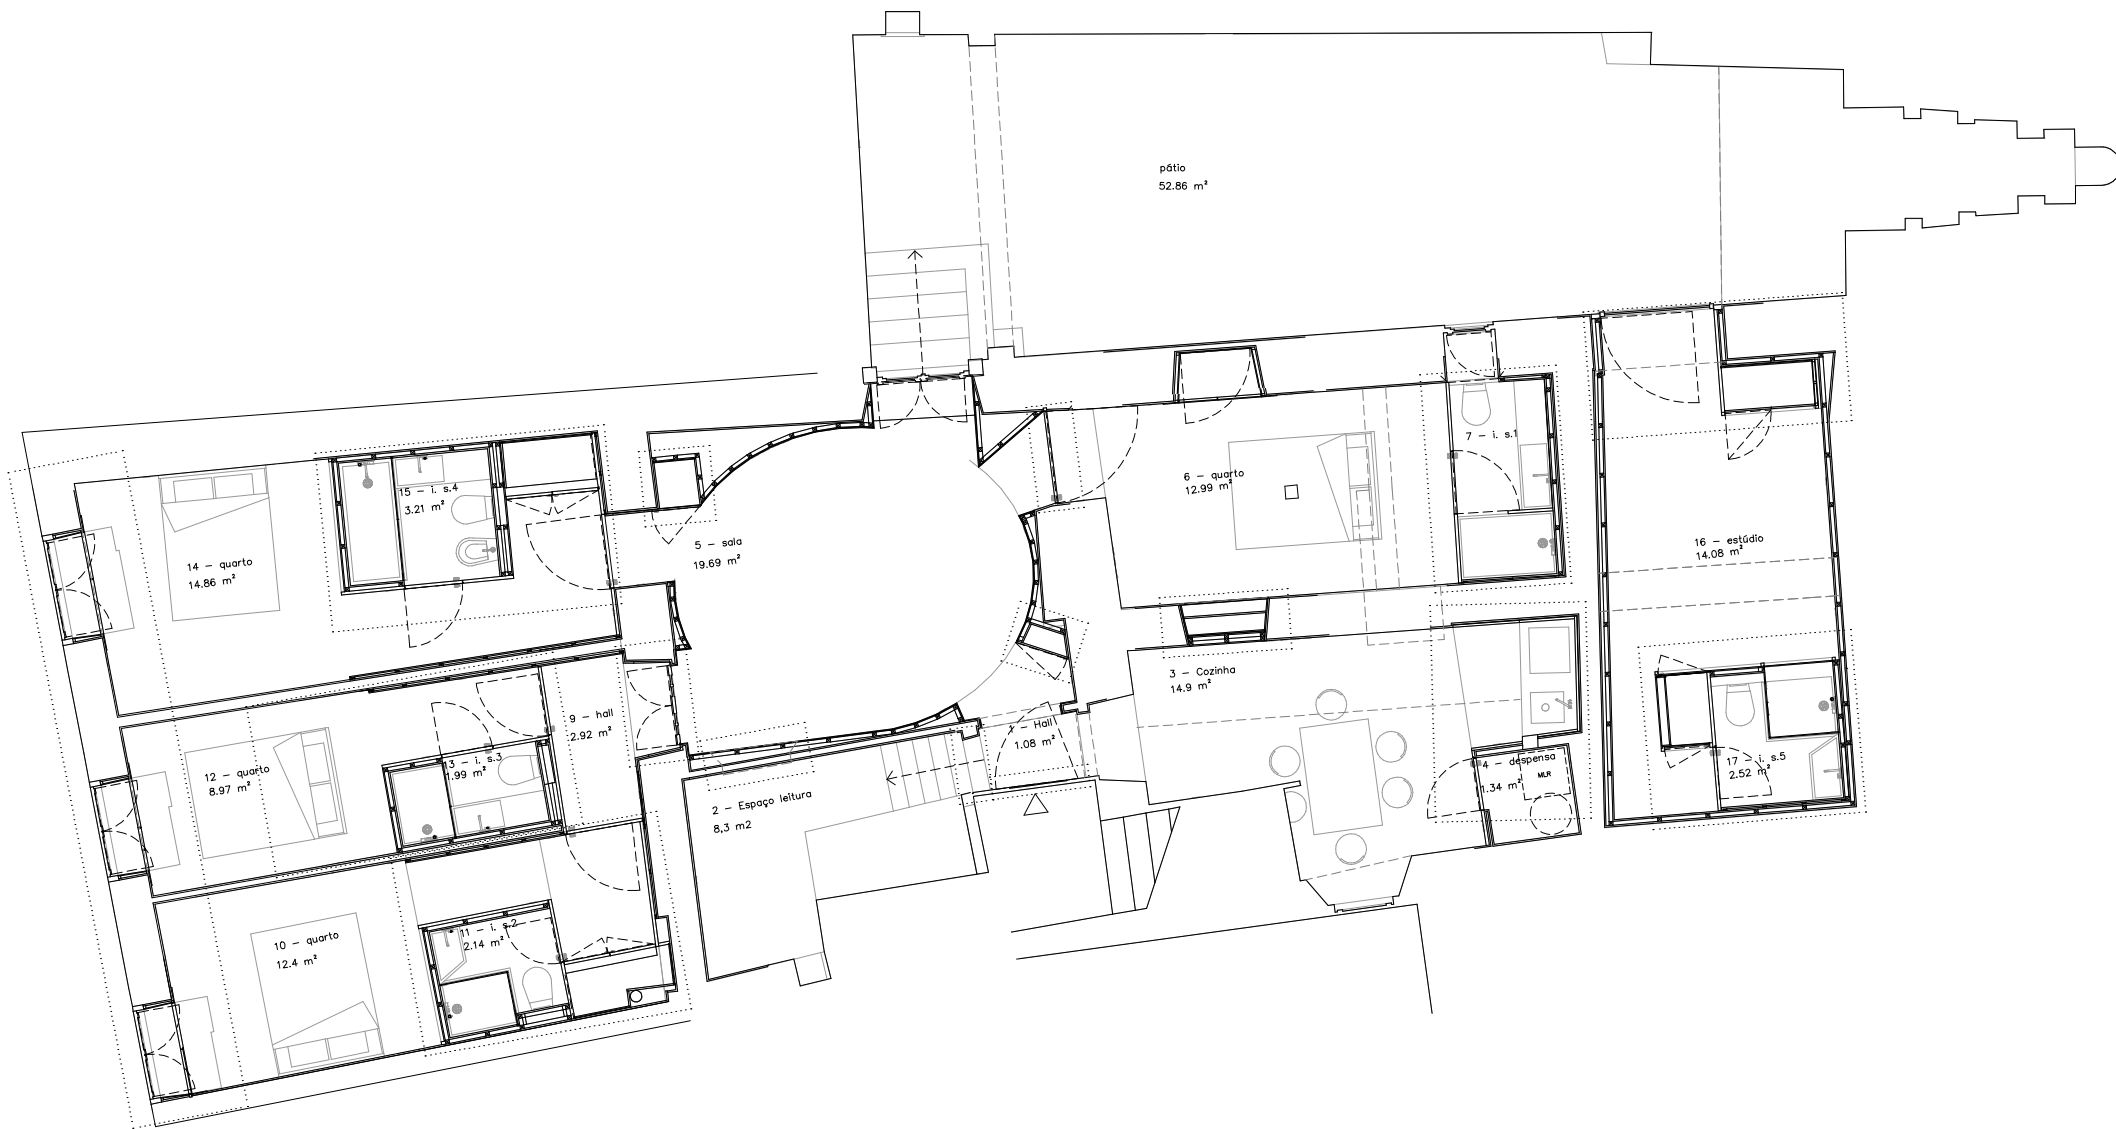 pátio
52.86 m²
15 – i. s.4
3.21 m²
14 – quarto
14.86 m²
5 – sala
19.69 m²
6 – quarto
12.99 m²
7 – i. s.1
16 – estúdio
14.08 m²
3 – Cozinha
14.9 m²
9 – hall
2.92 m²
1 – Hall
1.08 m²
12 – quarto
8.97 m²
13 – i. s.3
1.99 m²
2 – Espaço leitura
8,3 m2
4 – despensa
1.34 m²
MLR
17 – i. s.5
2.52 m²
10 – quarto
12.4 m²
11 – i. s.2
2.14 m²